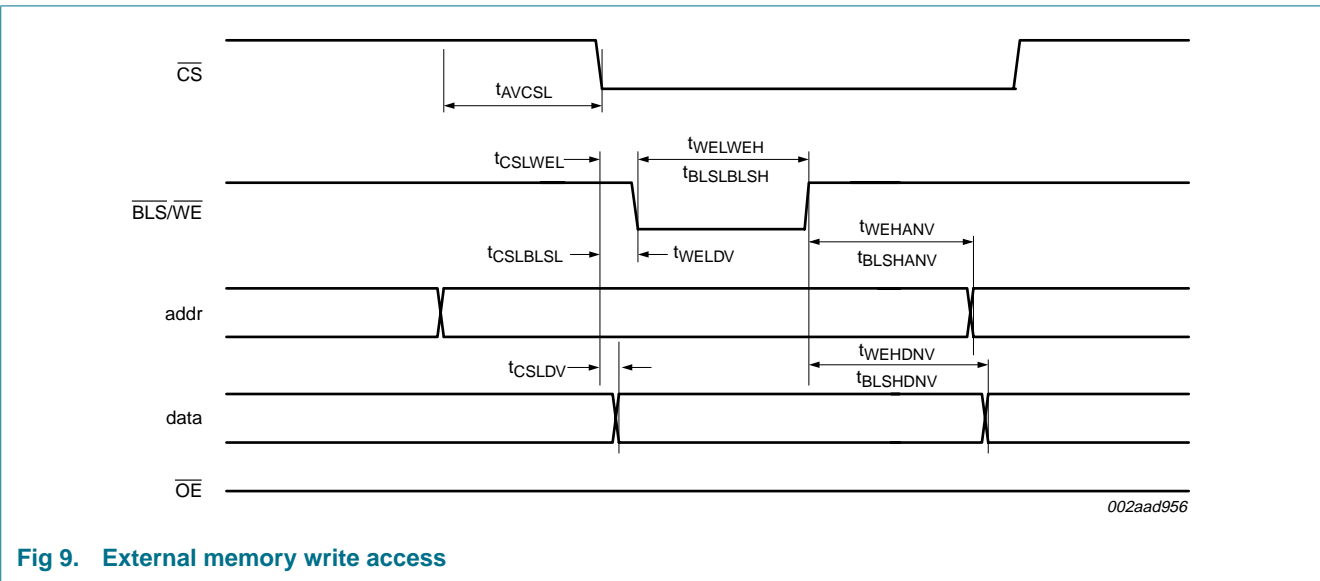 CS
tAVCSL
tCSLWEL
tWELWEH
tBLSLBLSH
BLS/WE
tCSLBLSL
tWELDV
tWEHANV
tBLSHANV
addr
tCSLDV
tWEHDNV
tBLSHDNV
data
OE
002aad956
Fig 9. External memory write access